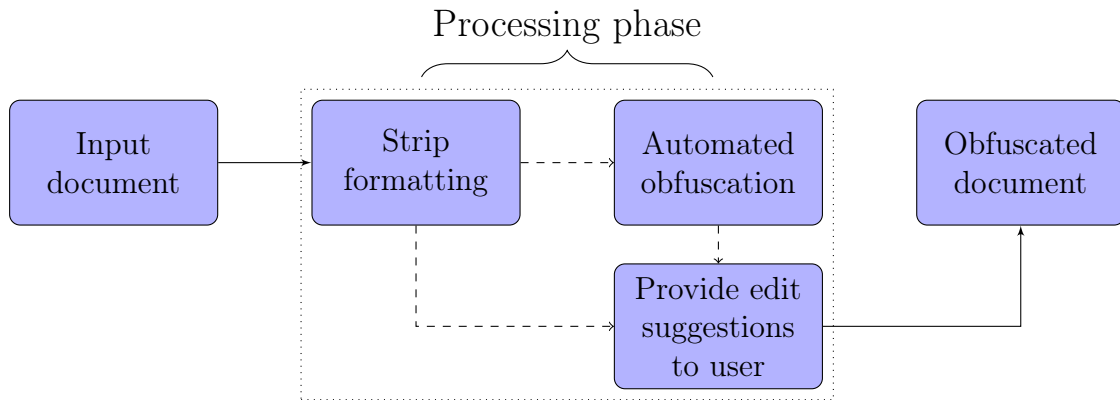 Processing phase
Input
document
Strip
formatting
Automated
obfuscation
Obfuscated
document
Provide edit
suggestions
to user